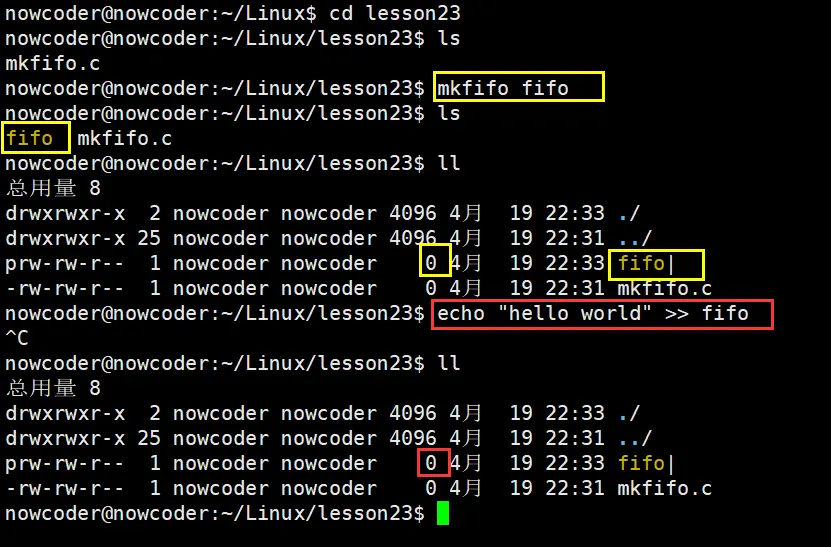 nowcoder@nowcoder:~/Linux$ cd lesson23
nowcoder@nowcoder:~/Linux/lesson23$ ls
mkfifo.c
nowcoder@nowcoder:~/Linux/lesson23$ mkfifo fifo
nowcoder@nowcoder:~/Linux/lesson23$ ls
fifo  mkfifo.c
nowcoder@nowcoder:~/Linux/lesson23$ ll
总用量 8
drwxrwxr-x  2 nowcoder nowcoder 4096 4月  19 22:33 ./
drwxrwxr-x 25 nowcoder nowcoder 4096 4月  19 22:31 ../
prw-rw-r--  1 nowcoder nowcoder    0 4月  19 22:33 fifo|
-rw-rw-r--  1 nowcoder nowcoder    0 4月  19 22:31 mkfifo.c
nowcoder@nowcoder:~/Linux/lesson23$ echo "hello world" >> fifo
^C
nowcoder@nowcoder:~/Linux/lesson23$ ll
总用量 8
drwxrwxr-x  2 nowcoder nowcoder 4096 4月  19 22:33 ./
drwxrwxr-x 25 nowcoder nowcoder 4096 4月  19 22:31 ../
prw-rw-r--  1 nowcoder nowcoder    0 4月  19 22:33 fifo|
-rw-rw-r--  1 nowcoder nowcoder    0 4月  19 22:31 mkfifo.c
nowcoder@nowcoder:~/Linux/lesson23$